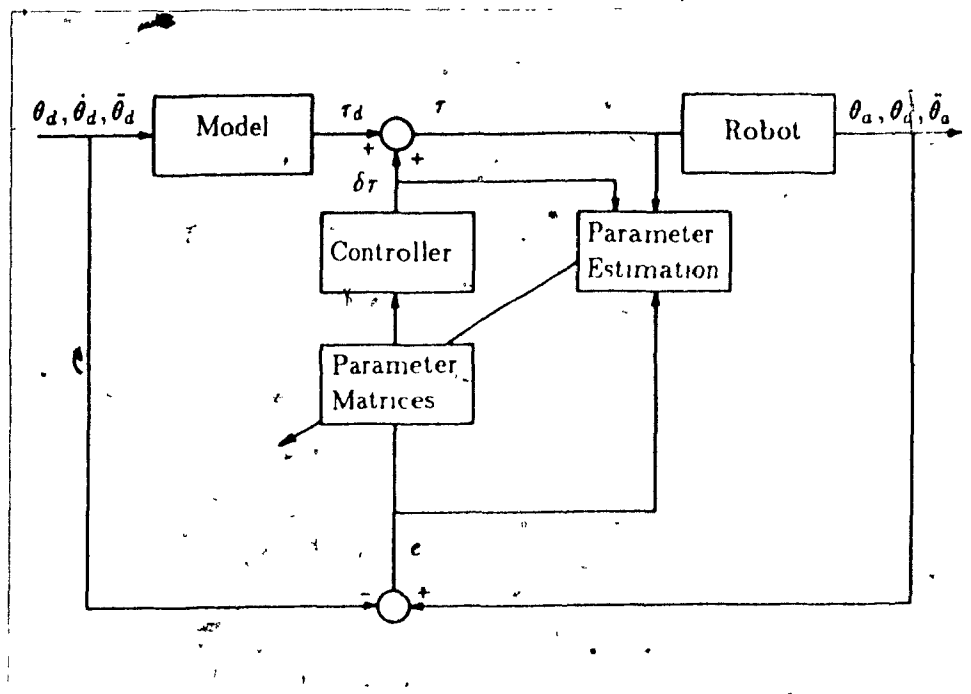 θd, θ̇d, θ̈d
Model
τd
τ
Robot
θa, θ̇a, θ̈a
+
+
δτ
Controller
Parameter
Estimation
Parameter
Matrices
e
-
+